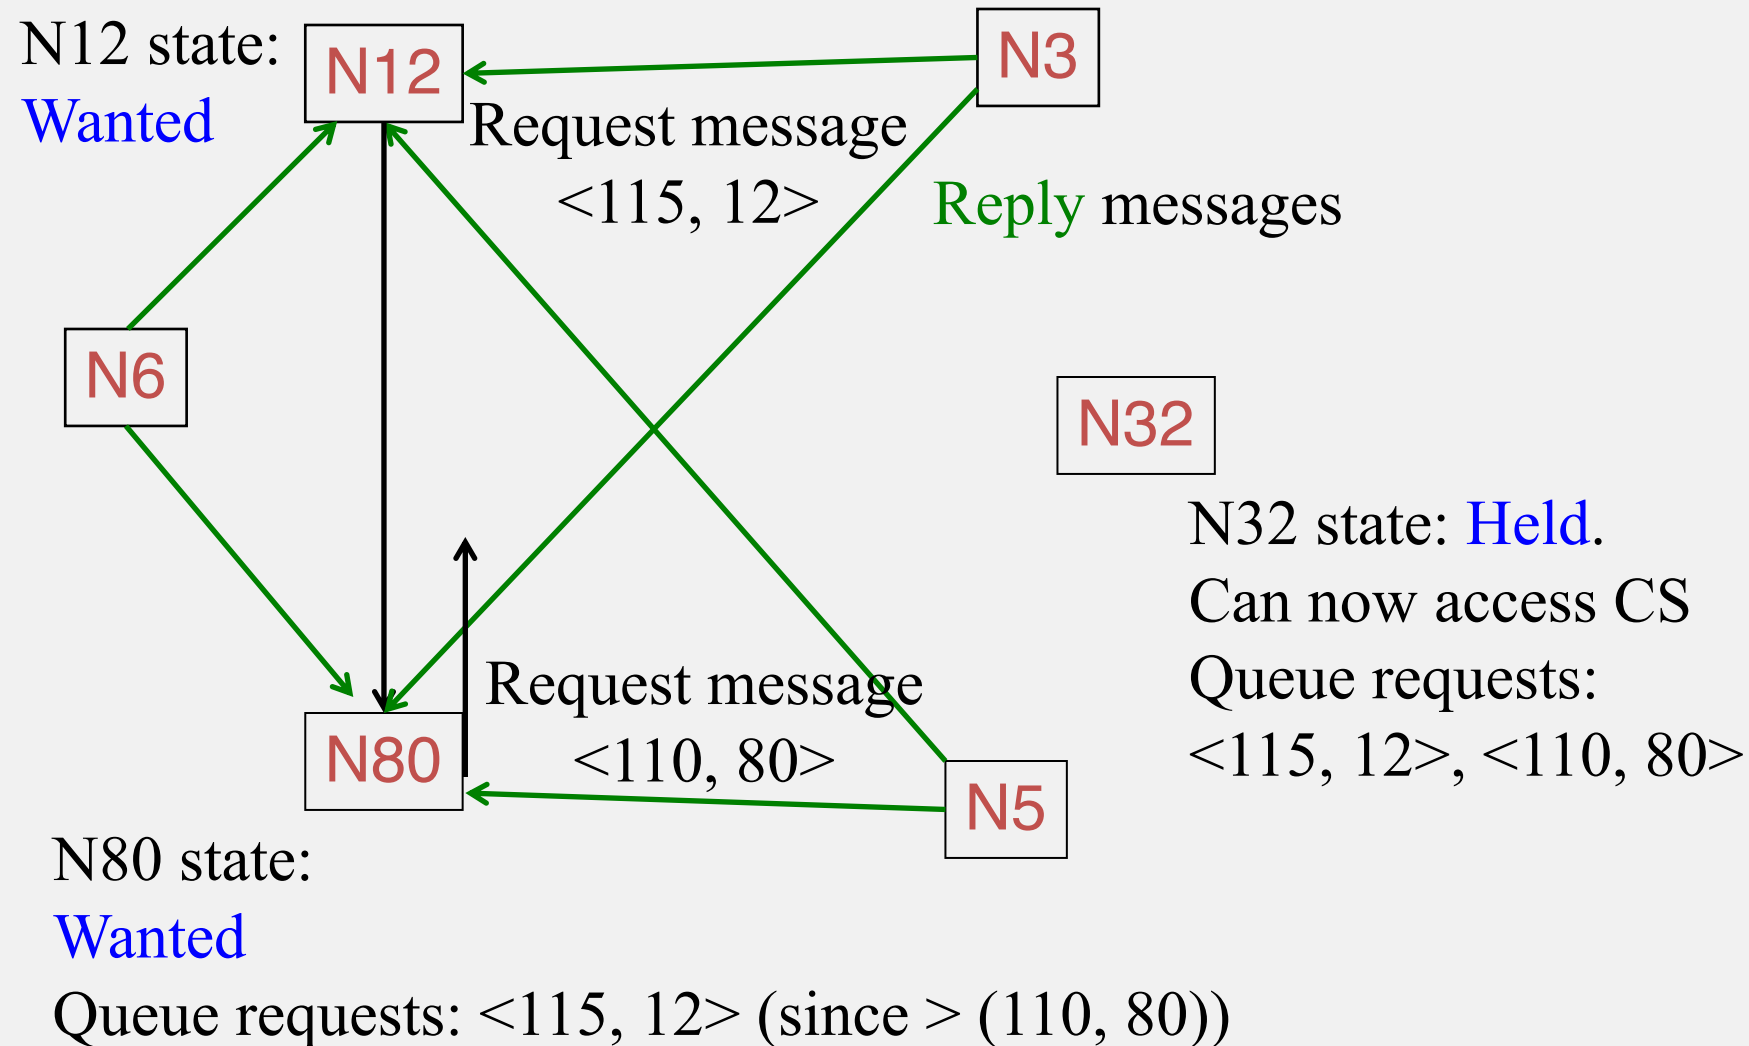 N12 state:
Wanted
N12
N3
Request message
<115, 12>
Reply messages
N6
N32
N32 state: Held.
Can now access CS
Queue requests:
<115, 12>, <110, 80>
Request message
<110, 80>
N80
N5
N80 state:
Wanted
Queue requests: <115, 12> (since > (110, 80))